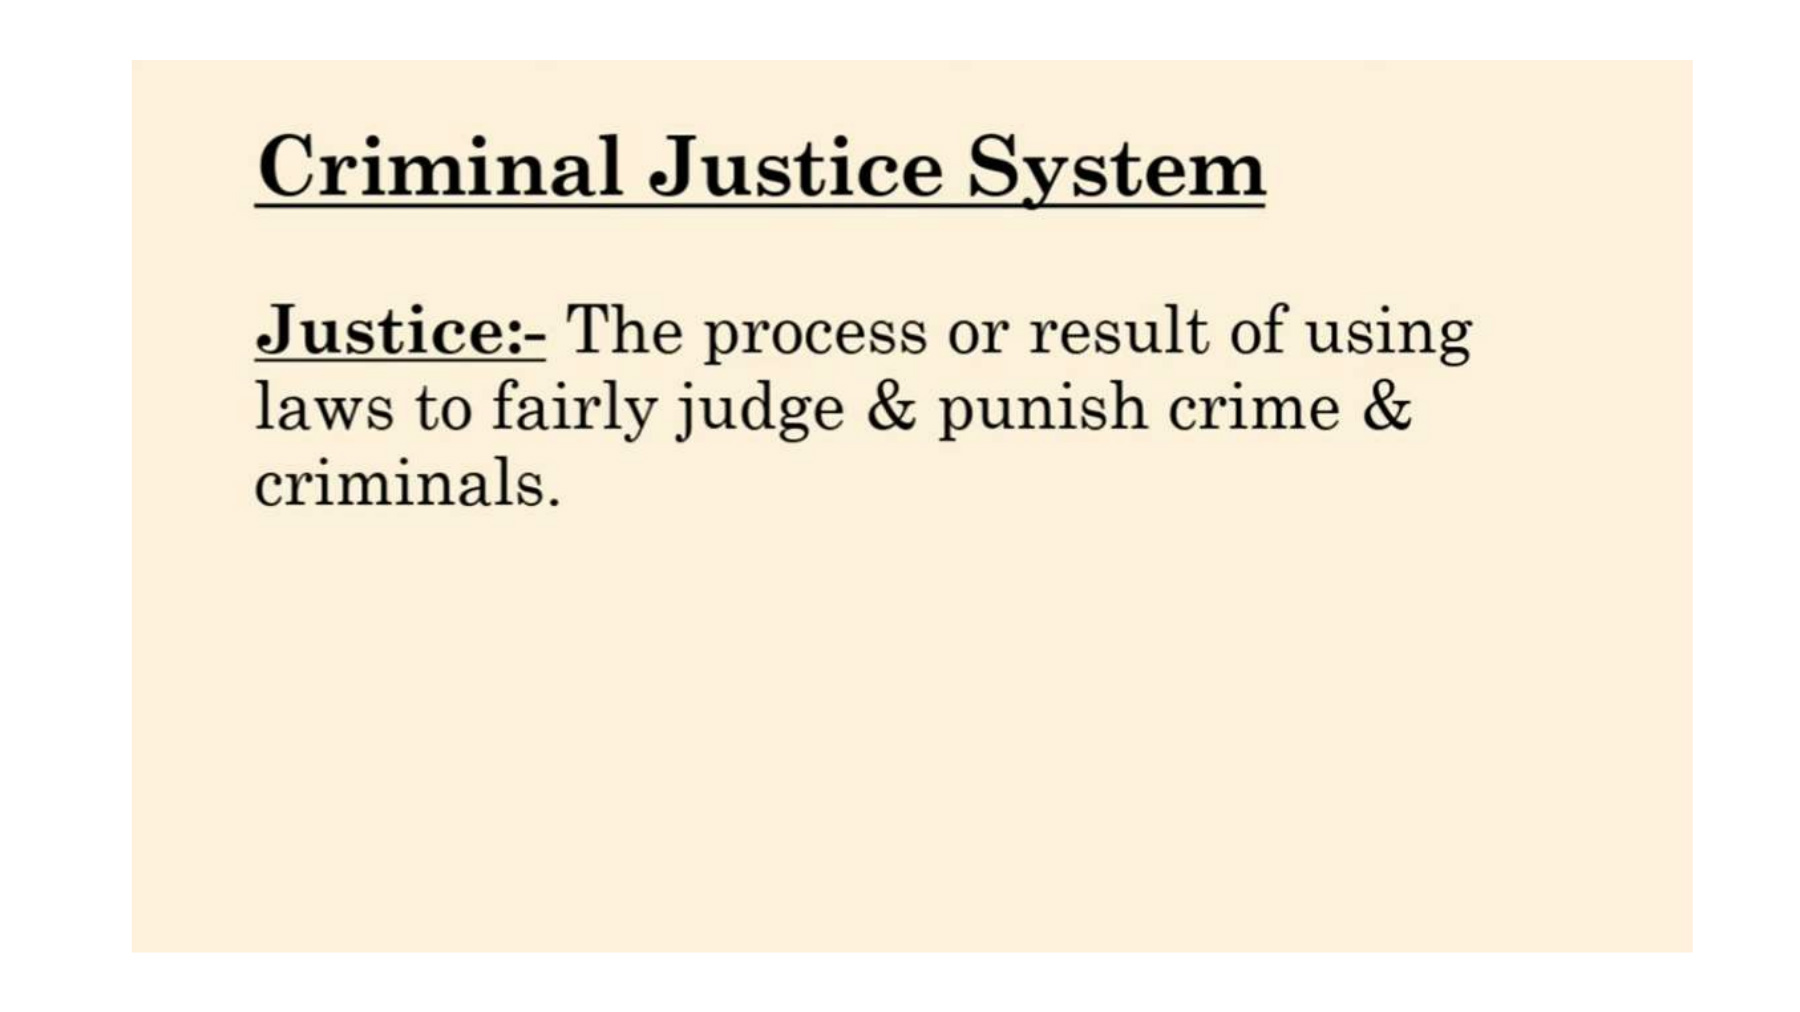 Criminal Justice System
Justice:- The process or result of using
laws to fairly judge & punish crime &
criminals.